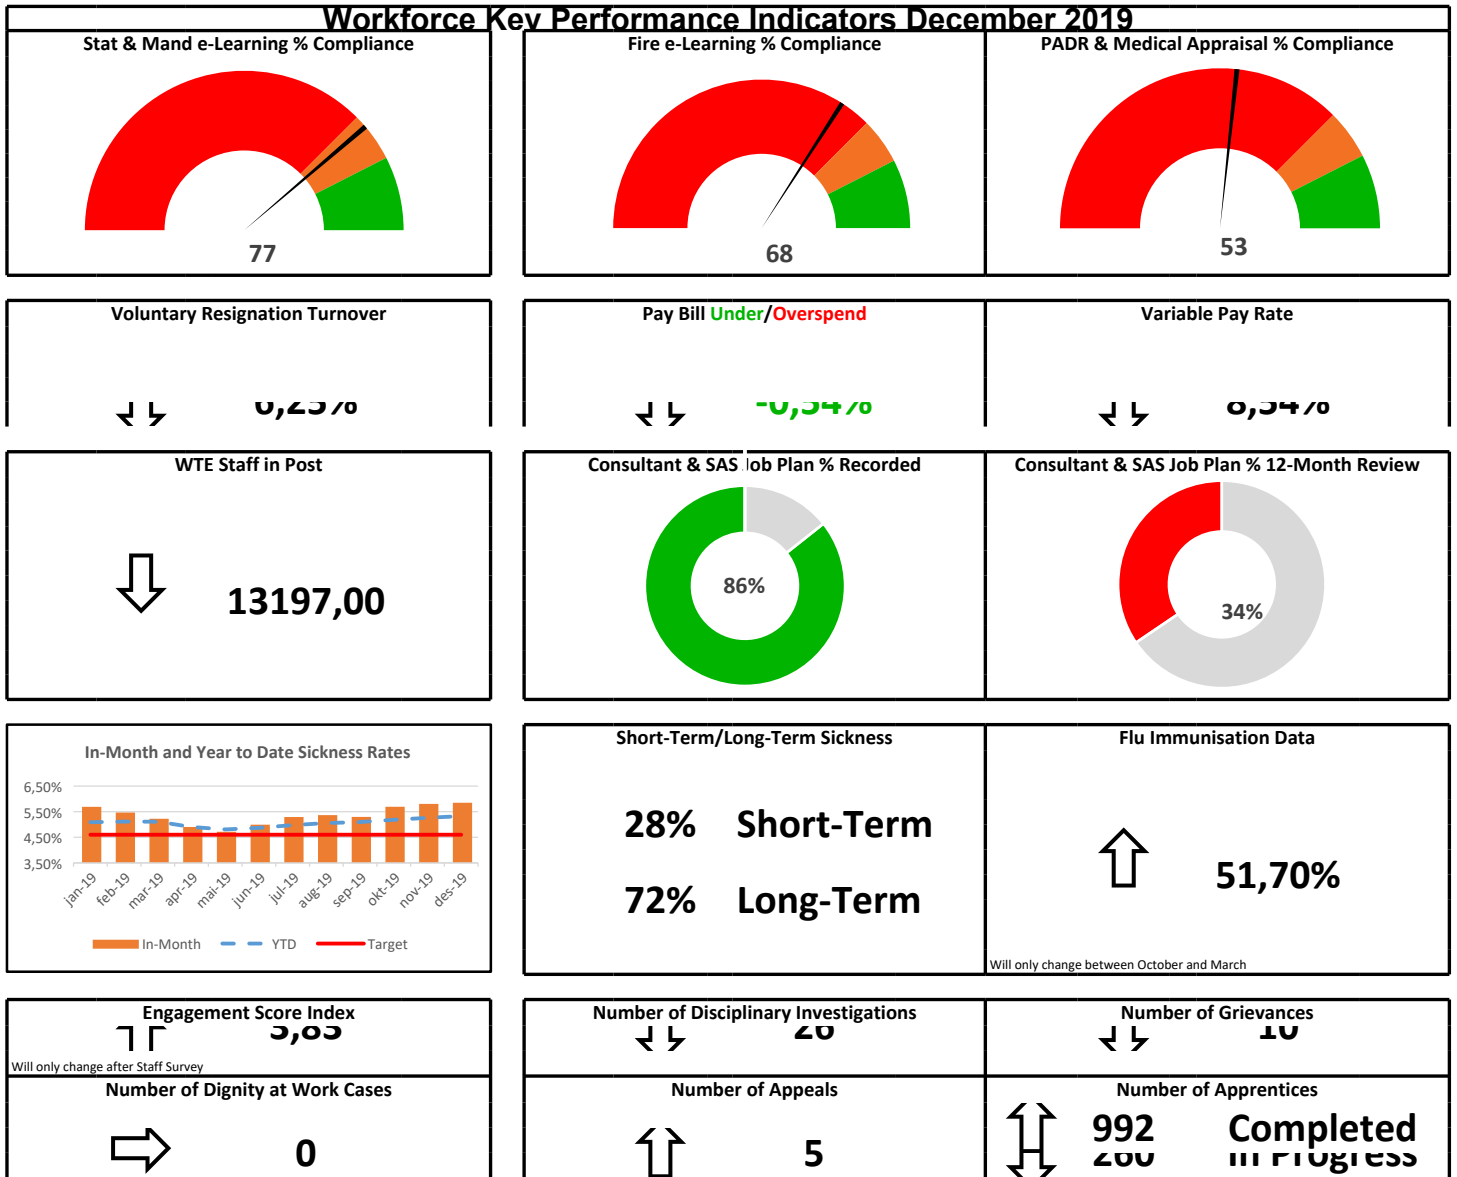 Workforce Key Performance Indicators December 2019
Stat & Mand e-Learning % Compliance
77
Fire e-Learning % Compliance
68
PADR & Medical Appraisal % Compliance
53
Voluntary Resignation Turnover
Pay Bill Under/Overspend
Variable Pay Rate
WTE Staff in Post
13197,00
Consultant & SAS Job Plan % Recorded
86%
Consultant & SAS Job Plan % 12-Month Review
34%
In-Month and Year to Date Sickness Rates
6,50%
5,50%
4,50%
3,50%
jan-19
feb-19
mar-19
apr-19
mai-19
jun-19
jul-19
aug-19
sep-19
okt-19
nov-19
des-19
In-Month
YTD
Target
Short-Term/Long-Term Sickness
28% Short-Term
72% Long-Term
Flu Immunisation Data
51,70%
Will only change between October and March
Engagement Score Index
Will only change after Staff Survey
Number of Disciplinary Investigations
26
Number of Grievances
10
Number of Dignity at Work Cases
0
Number of Appeals
5
Number of Apprentices
992 Completed
In Progress